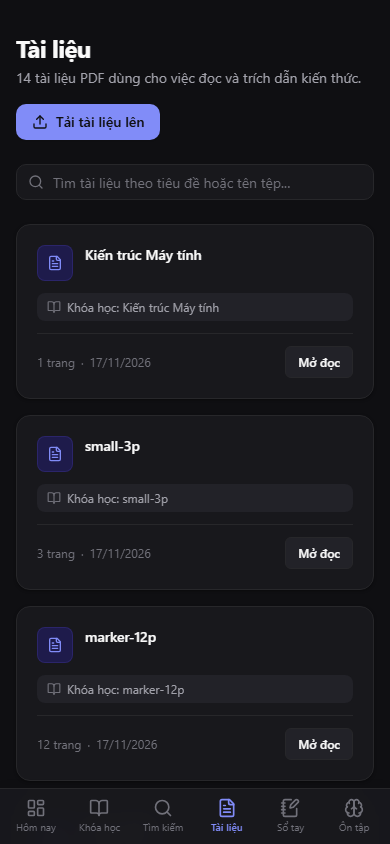 Tài liệu
14 tài liệu PDF dùng cho việc đọc và trích dẫn kiến thức.
Tải tài liệu lên
Tìm tài liệu theo tiêu đề hoặc tên tệp...
Kiến trúc Máy tính
Khóa học: Kiến trúc Máy tính
1 trang · 17/11/2026 Mở đọc
small-3p
Khóa học: small-3p
3 trang · 17/11/2026 Mở đọc
marker-12p
Khóa học: marker-12p
12 trang · 17/11/2026 Mở đọc
Hôm nay Khóa học Tìm kiếm Tài liệu Sổ tay Ôn tập